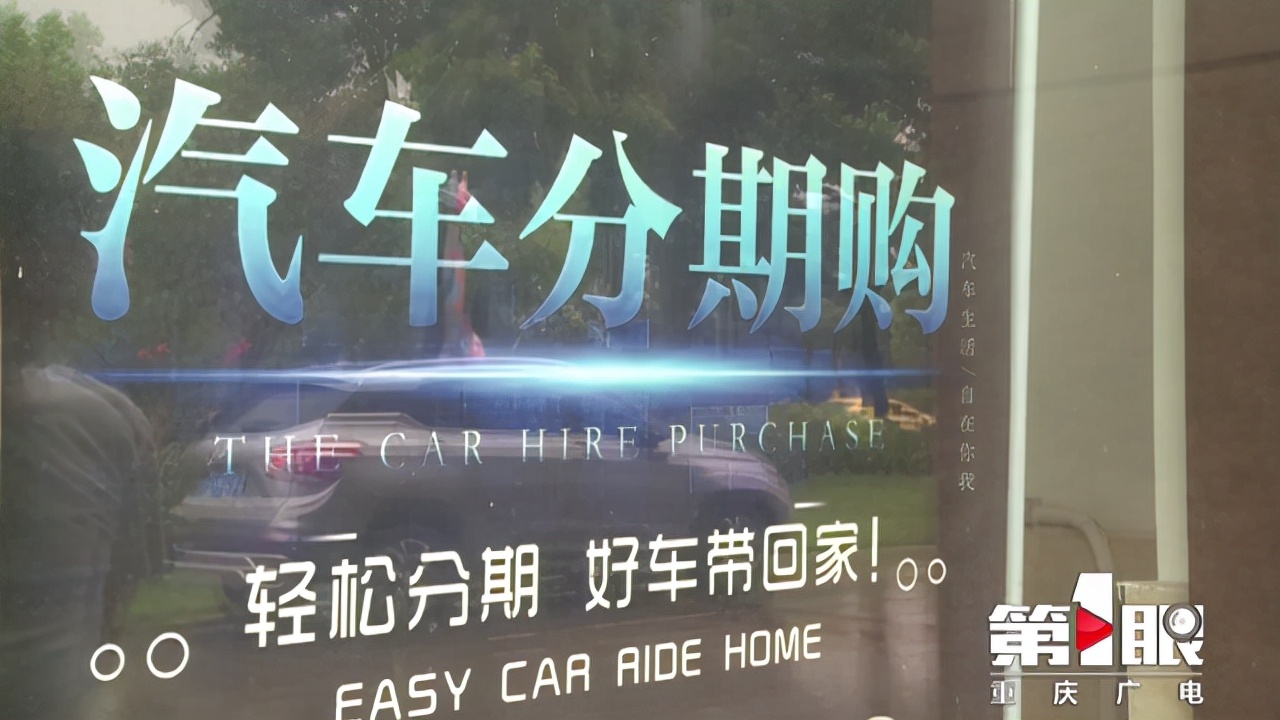 汽车分期购
THE CAR HIRE PURCHASE
汽车生活/自在你我
轻松分期 好车带回家!
EASY CAR RIDE HOME
第1眼
重庆广电